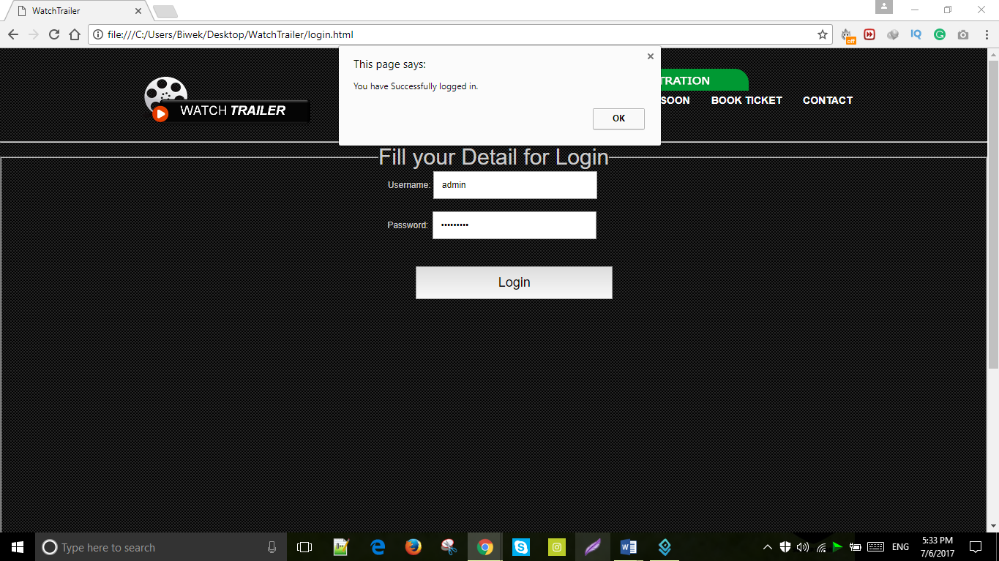 WatchTrailer
file:///C:/Users/Biwek/Desktop/WatchTrailer/login.html
off
IQ
This page says:
You have Successfully logged in.
OK
WATCH TRAILER
TRATION
SOON BOOK TICKET CONTACT
Fill your Detail for Login
Username: admin
Password: •••••••••
Login
Type here to search
ENG
5:33 PM
7/6/2017